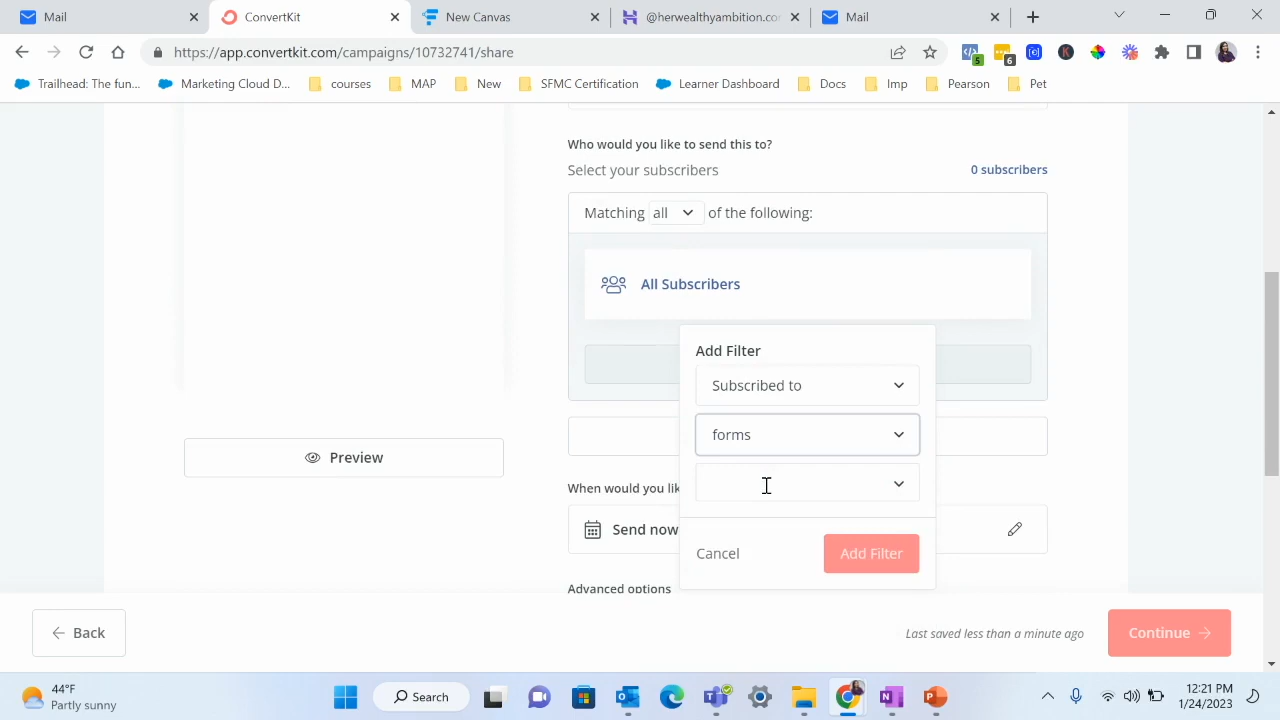 Mail
ConvertKit
New Canvas
@herwealthyambition.co
Mail
https://app.convertkit.com/campaigns/10732741/share
5
6
K
Trailhead: The fun...
Marketing Cloud D...
courses
MAP
New
SFMC Certification
Learner Dashboard
Docs
Imp
Pearson
Pet
Who would you like to send this to?
Select your subscribers
0 subscribers
Matching all of the following:
All Subscribers
Add Filter
Subscribed to
forms
Preview
When would you lik
Send now
Cancel
Add Filter
Advanced options
Back
Last saved less than a minute ago
Continue
44°F
Partly sunny
Search
12:21 PM
1/24/2023